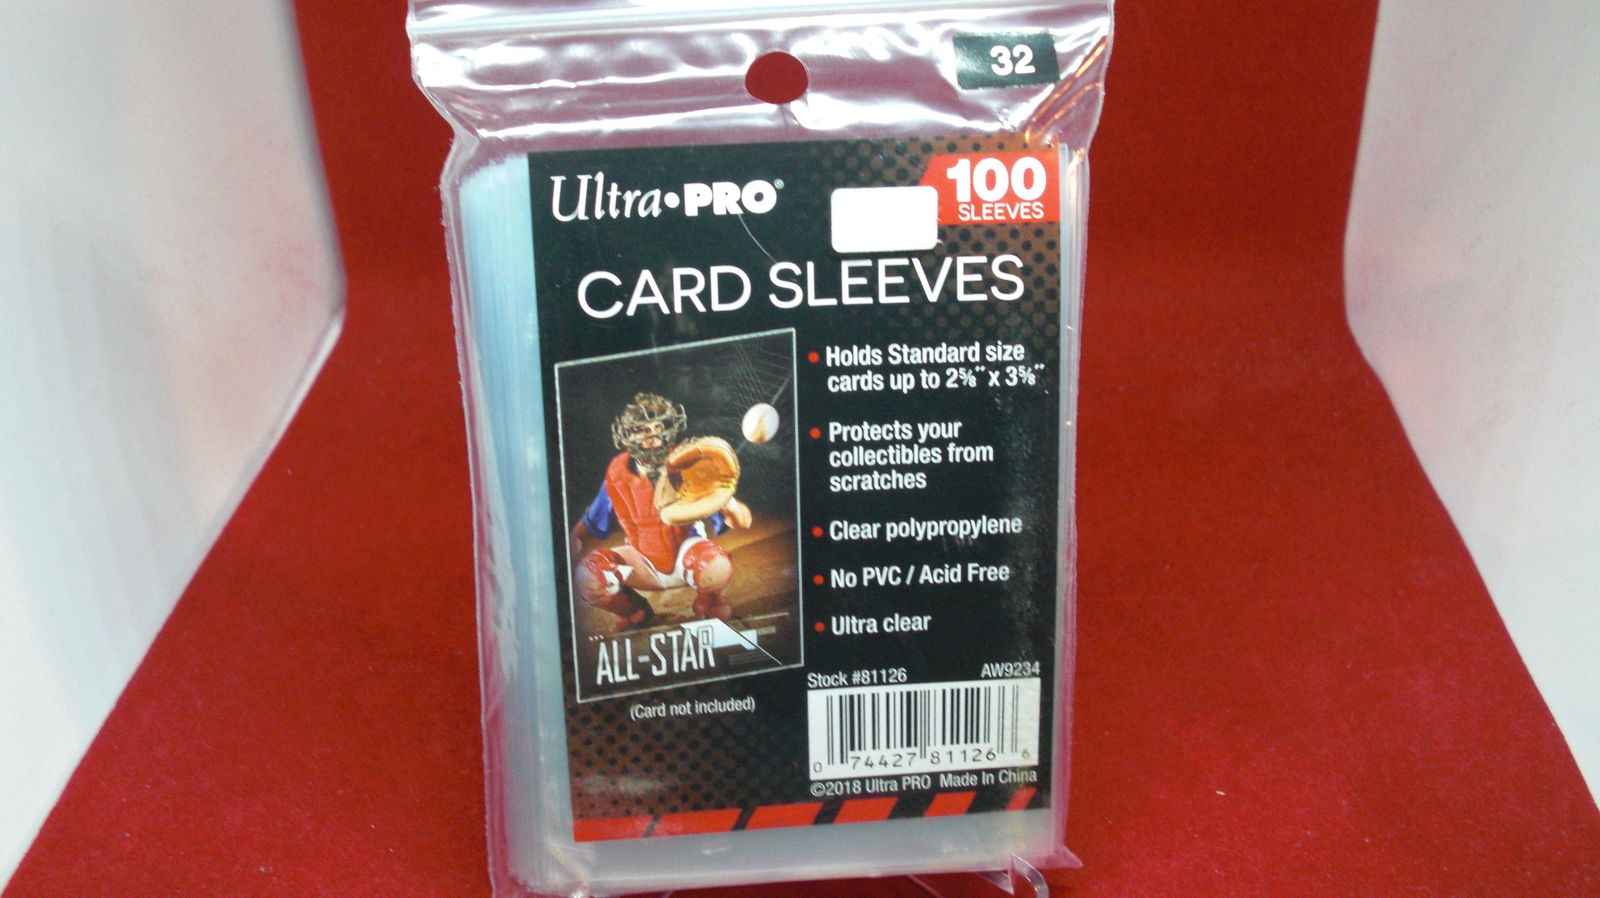 32
Ultra•PRO®
100
SLEEVES
CARD SLEEVES
• Holds Standard size
cards up to 2⅝" x 3⅝"
• Protects your
collectibles from
scratches
• Clear polypropylene
• No PVC / Acid Free
• Ultra clear
ALL-STAR
(Card not included)
Stock #81126 AW9234
0 74427 81126 6
©2018 Ultra PRO Made In China